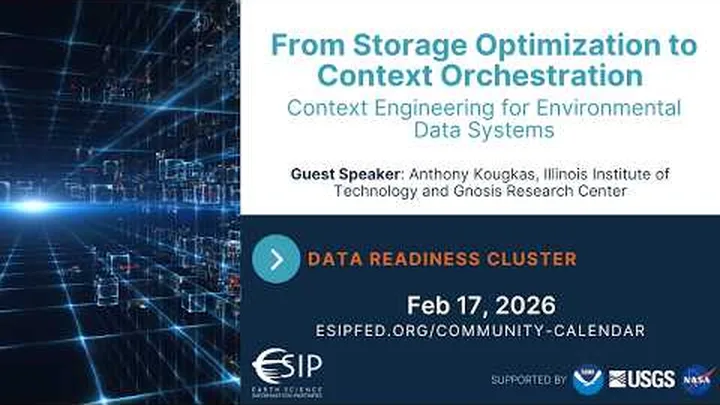 From Storage Optimization to
Context Orchestration
Context Engineering for Environmental
Data Systems
Guest Speaker: Anthony Kougkas, Illinois Institute of
Technology and Gnosis Research Center
DATA READINESS CLUSTER
Feb 17, 2026
ESIPFED.ORG/COMMUNITY-CALENDAR
ESIP
EARTH SCIENCE
INFORMATION PARTNERS
SUPPORTED BY
USGS
NASA